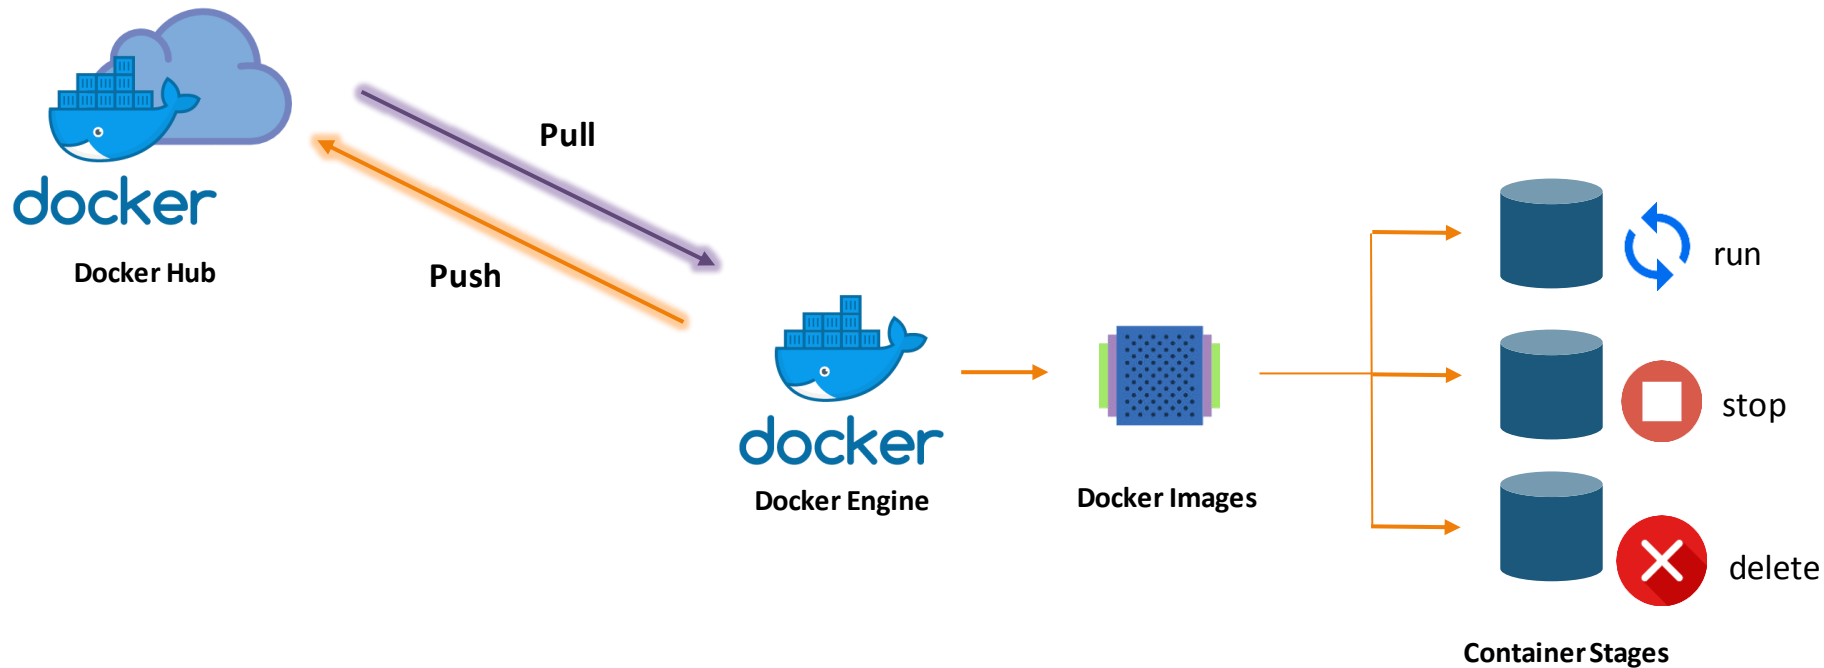 docker
Docker Hub
Pull
Push
docker
Docker Engine
Docker Images
run
stop
delete
Container Stages